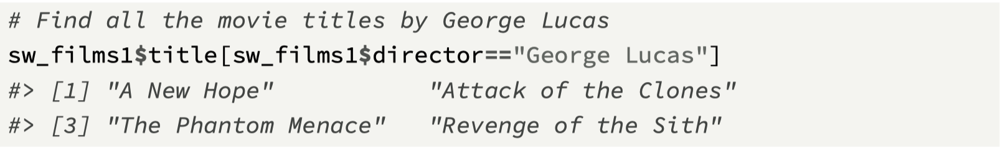 # Find all the movie titles by George Lucas
sw_films1$title[sw_films1$director=="George Lucas"]
#> [1] "A New Hope"           "Attack of the Clones"
#> [3] "The Phantom Menace"   "Revenge of the Sith"